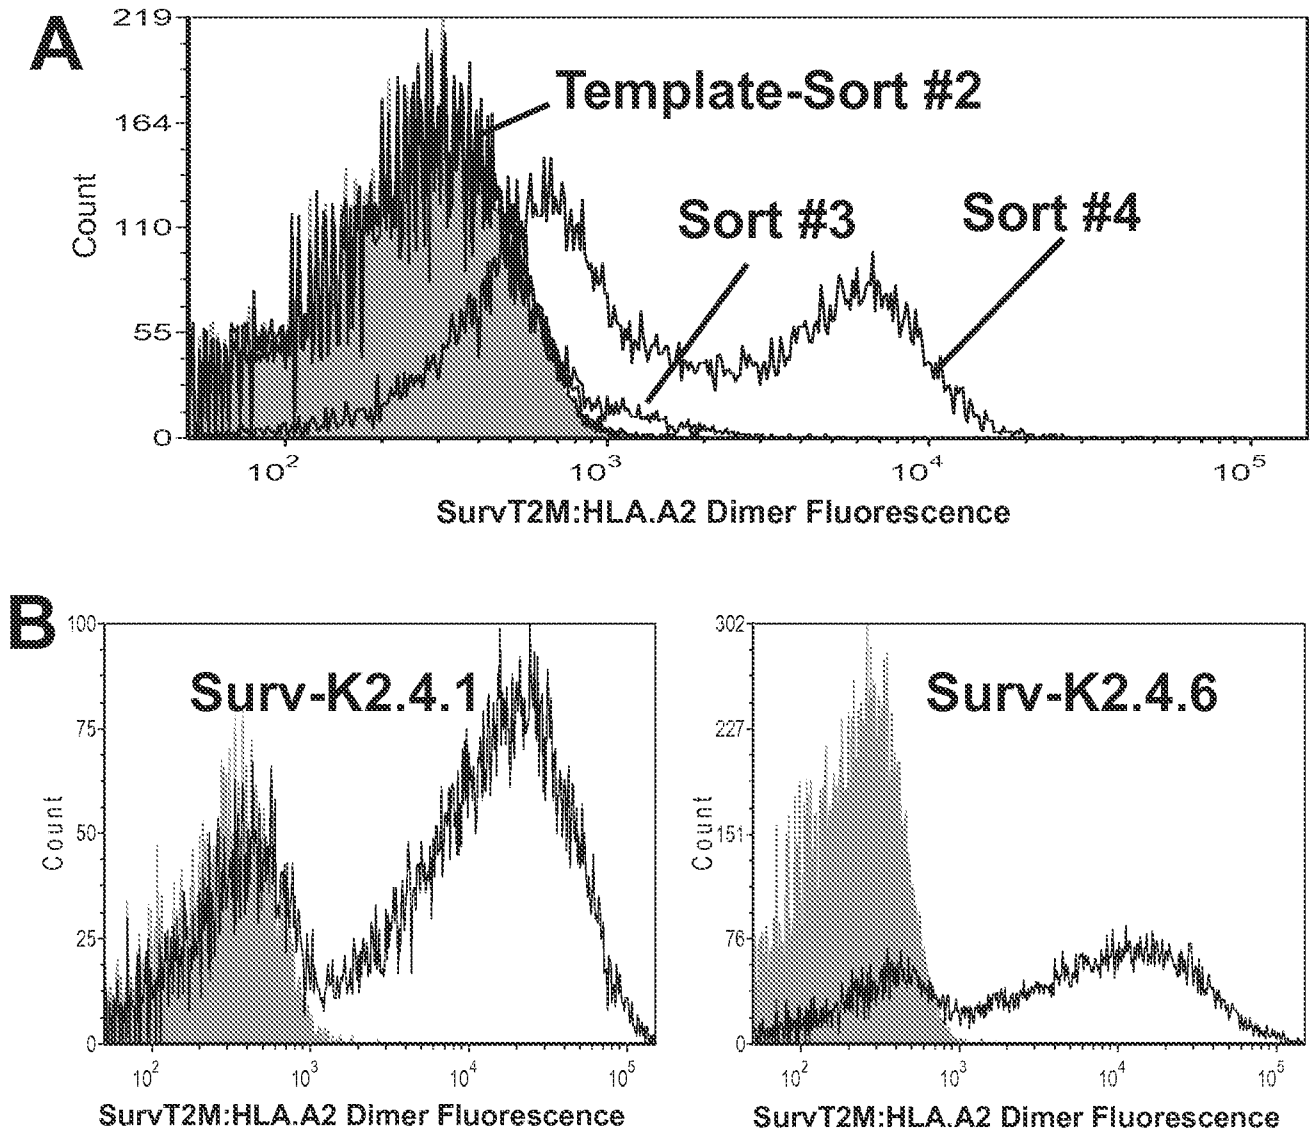 A
219
164
110
55
0
Count
Template-Sort #2
Sort #3
Sort #4
10²
10³
10⁴
10⁵
SurvT2M:HLA.A2 Dimer Fluorescence
B
100
75
50
25
0
Count
Surv-K2.4.1
10²
10³
10⁴
10⁵
SurvT2M:HLA.A2 Dimer Fluorescence
302
227
151
76
0
Count
Surv-K2.4.6
10²
10³
10⁴
10⁵
SurvT2M:HLA.A2 Dimer Fluorescence